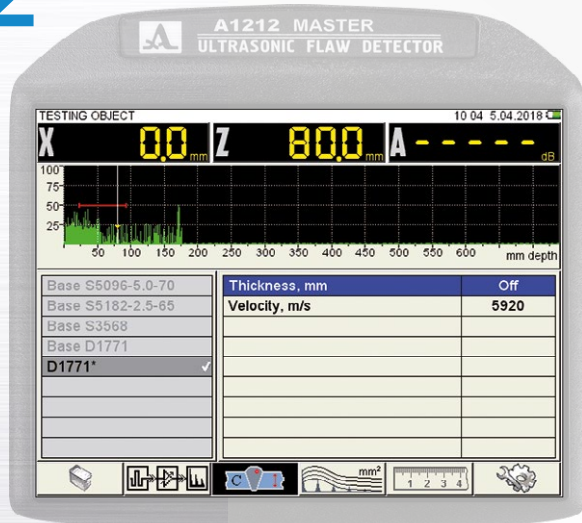 2
A1212 MASTER
ULTRASONIC FLAW DETECTOR
TESTING OBJECT 10 04 5.04.2018
X 0.0 mm Z 80.0 mm A - - - - - dB
100
75
50
25
50 100 150 200 250 300 350 400 450 500 550 600 mm depth
Base S5096-5.0-70 Thickness, mm Off
Base S5182-2.5-65 Velocity, m/s 5920
Base S3568
Base D1771
D1771*
C mm² 1 2 3 4